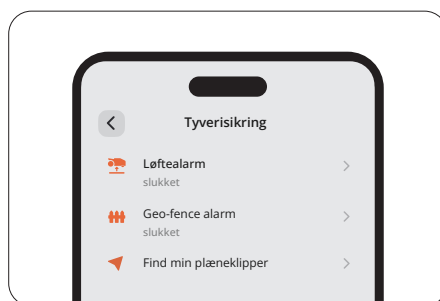 Tyverisikring
Løftealarm
slukket
Geo-fence alarm
slukket
Find min plæneklipper